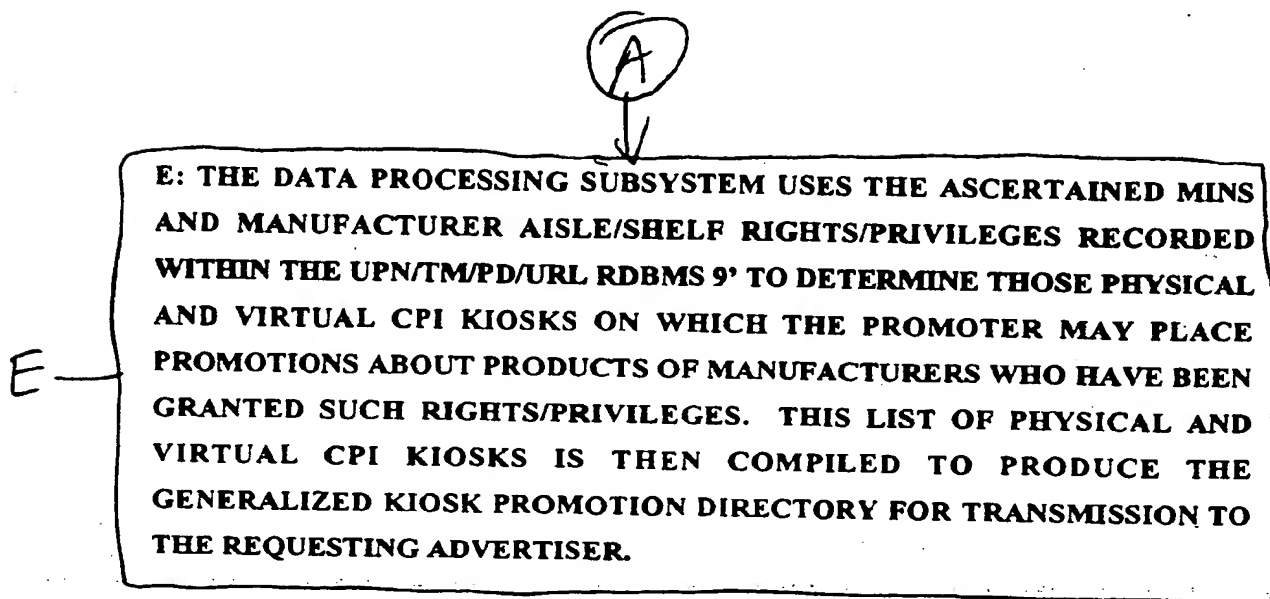 A
E: THE DATA PROCESSING SUBSYSTEM USES THE ASCERTAINED MINS
AND MANUFACTURER AISLE/SHELF RIGHTS/PRIVILEGES RECORDED
WITHIN THE UPN/TM/PD/URL RDBMS 9' TO DETERMINE THOSE PHYSICAL
AND VIRTUAL CPI KIOSKS ON WHICH THE PROMOTER MAY PLACE
E
PROMOTIONS ABOUT PRODUCTS OF MANUFACTURERS WHO HAVE BEEN
GRANTED SUCH RIGHTS/PRIVILEGES. THIS LIST OF PHYSICAL AND
VIRTUAL CPI KIOSKS IS THEN COMPILED TO PRODUCE THE
GENERALIZED KIOSK PROMOTION DIRECTORY FOR TRANSMISSION TO
THE REQUESTING ADVERTISER.